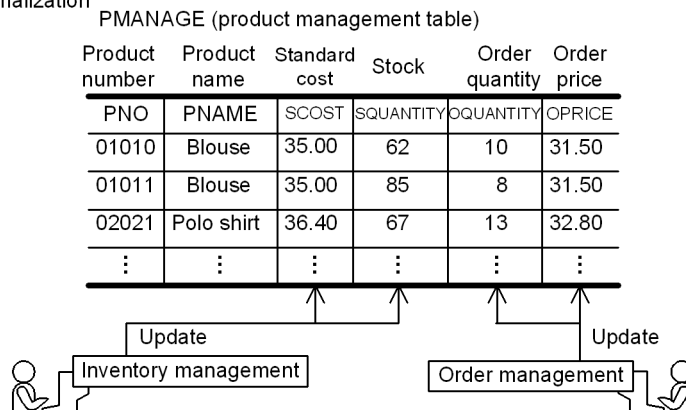 PMANAGE (product management table)
Product number Product name Standard cost Stock Order quantity Order price
PNO PNAME SCOST SQUANTITY OQUANTITY OPRICE
01010 Blouse 35.00 62 10 31.50
01011 Blouse 35.00 85 8 31.50
02021 Polo shirt 36.40 67 13 32.80
⋮ ⋮ ⋮ ⋮ ⋮ ⋮
Update Update
Inventory management Order management